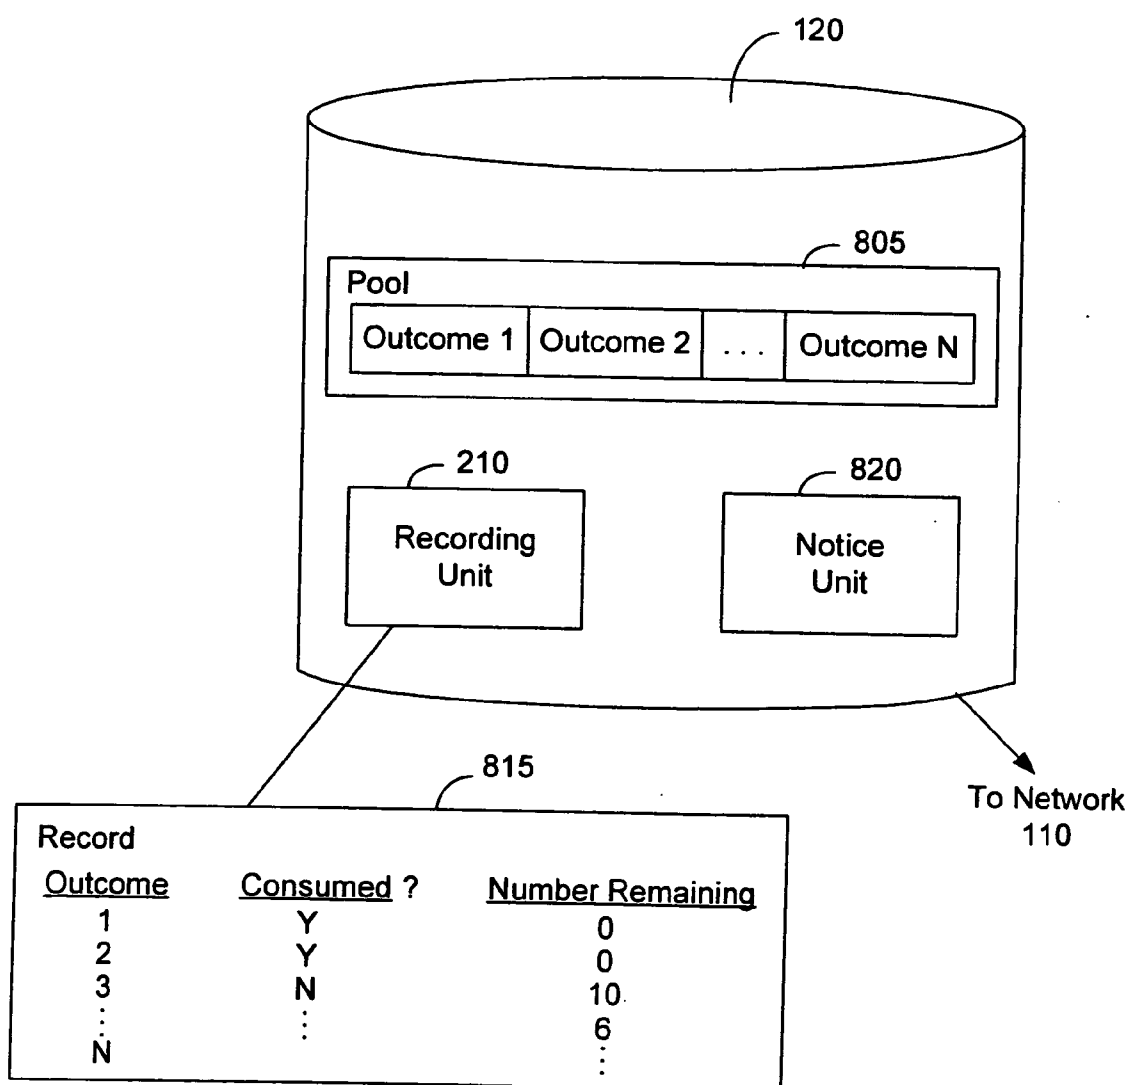 120
805
Pool
Outcome 1 Outcome 2 . . . Outcome N
210
820
Recording
Unit
Notice
Unit
815
To Network
110
Record
Outcome Consumed ? Number Remaining
1 Y 0
2 Y 0
3 N 10
⋮ ⋮ 6
N ⋮